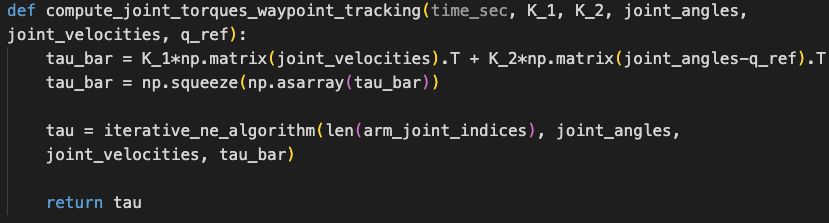 def compute_joint_torques_waypoint_tracking(time_sec, K_1, K_2, joint_angles,
joint_velocities, q_ref):
    tau_bar = K_1*np.matrix(joint_velocities).T + K_2*np.matrix(joint_angles-q_ref).T
    tau_bar = np.squeeze(np.asarray(tau_bar))

    tau = iterative_ne_algorithm(len(arm_joint_indices), joint_angles,
    joint_velocities, tau_bar)

    return tau